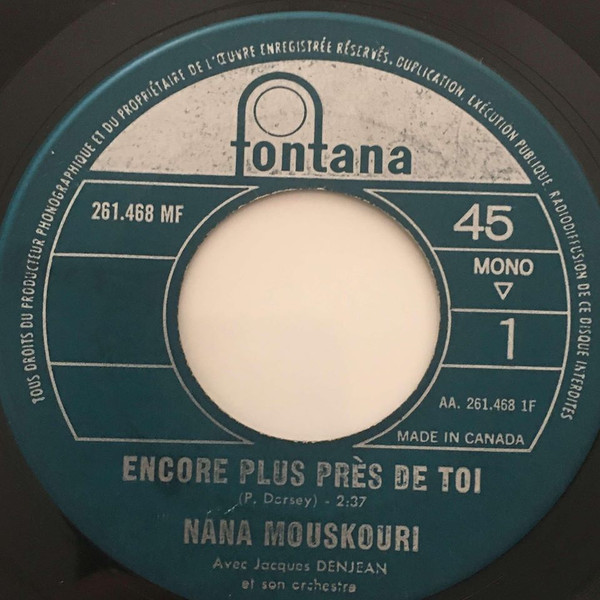 TOUS DROITS DU PRODUCTEUR PHONOGRAPHIQUE ET DU PROPRIÉTAIRE DE L'ŒUVRE ENREGISTRÉE RÉSERVÉS. DUPLICATION, EXÉCUTION PUBLIQUE RADIODIFFUSION DE CE DISQUE INTERDITES
fontana
261.468 MF
45
MONO
▽
1
AA. 261.468 1F
MADE IN CANADA
ENCORE PLUS PRÈS DE TOI
(P. Dorsey) - 2:37
NANA MOUSKOURI
Avec Jacques DENJEAN
et son orchestre